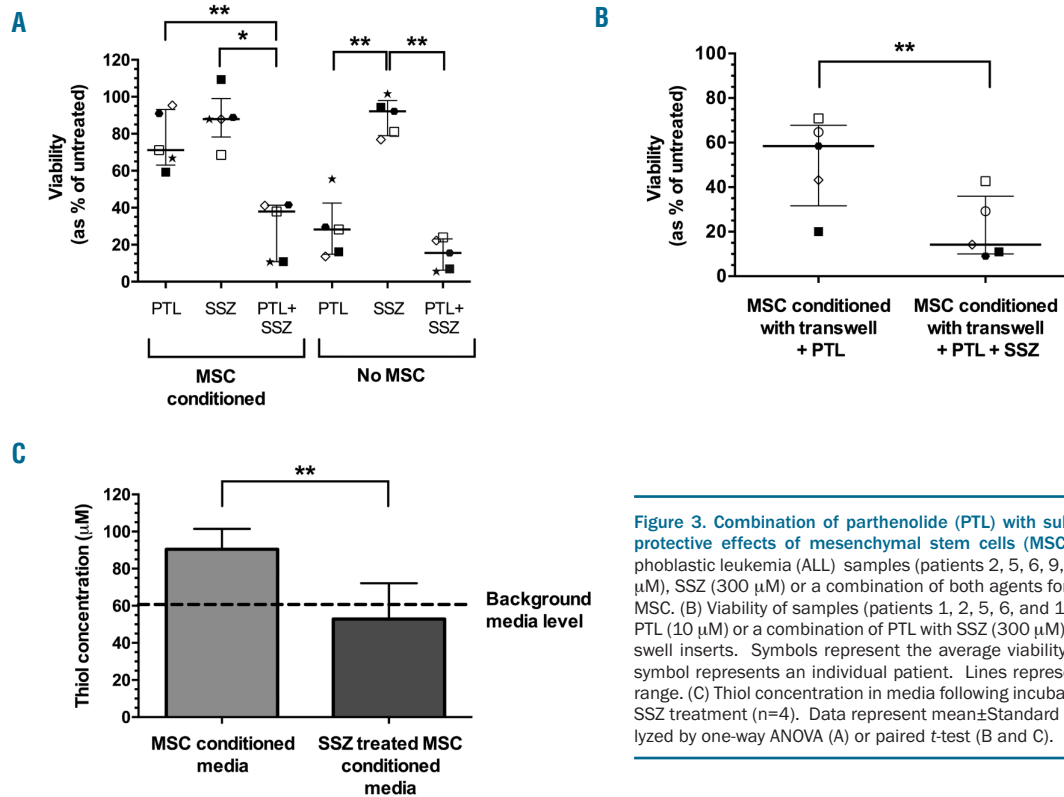 A
Viability
(as % of untreated)
120
100
80
60
40
20
0
**
*
**
**
PTL
SSZ
PTL+
SSZ
PTL
SSZ
PTL+
SSZ
MSC
conditioned
No MSC
B
Viability
(as % of untreated)
100
80
60
40
20
0
**
MSC conditioned
with transwell
+ PTL
MSC conditioned
with transwell
+ PTL + SSZ
C
Thiol concentration (μM)
120
100
80
60
40
20
0
**
Background
media level
MSC conditioned
media
SSZ treated MSC
conditioned
media
Figure 3. Combination of parthenolide (PTL) with sul
protective effects of mesenchymal stem cells (MSC
phoblastic leukemia (ALL) samples (patients 2, 5, 6, 9,
μM), SSZ (300 μM) or a combination of both agents for
MSC. (B) Viability of samples (patients 1, 2, 5, 6, and 1
PTL (10 μM) or a combination of PTL with SSZ (300 μM)
swell inserts. Symbols represent the average viability
symbol represents an individual patient. Lines represe
range. (C) Thiol concentration in media following incuba
SSZ treatment (n=4). Data represent mean±Standard
lyzed by one-way ANOVA (A) or paired t-test (B and C).